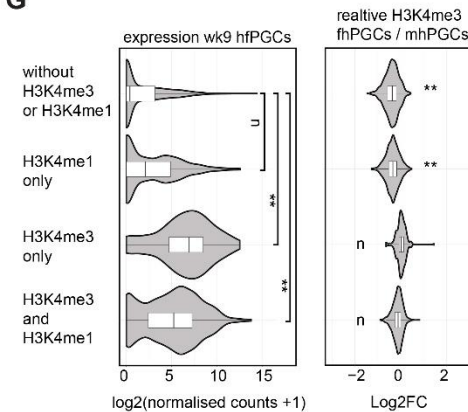 G
expression wk9 hfPGCs
realtive H3K4me3
fhPGCs / mhPGCs
without
H3K4me3
or H3K4me1
H3K4me1
only
H3K4me3
only
H3K4me3
and
H3K4me1
n
**
**
**
**
n
n
0 5 10 15
log2(normalised counts +1)
−2 0 2
Log2FC